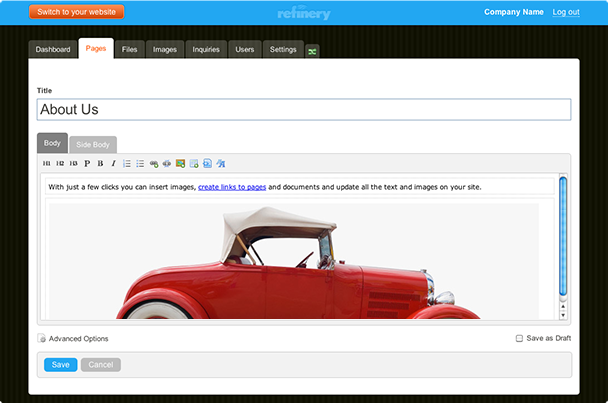 Switch to your website
refinery
Company Name Log out
Dashboard Pages Files Images Inquiries Users Settings
Title
About Us
Body Side Body
H1 H2 H3 P B I
With just a few clicks you can insert images, create links to pages and documents and update all the text and images on your site.
Advanced Options
Save as Draft
Save Cancel